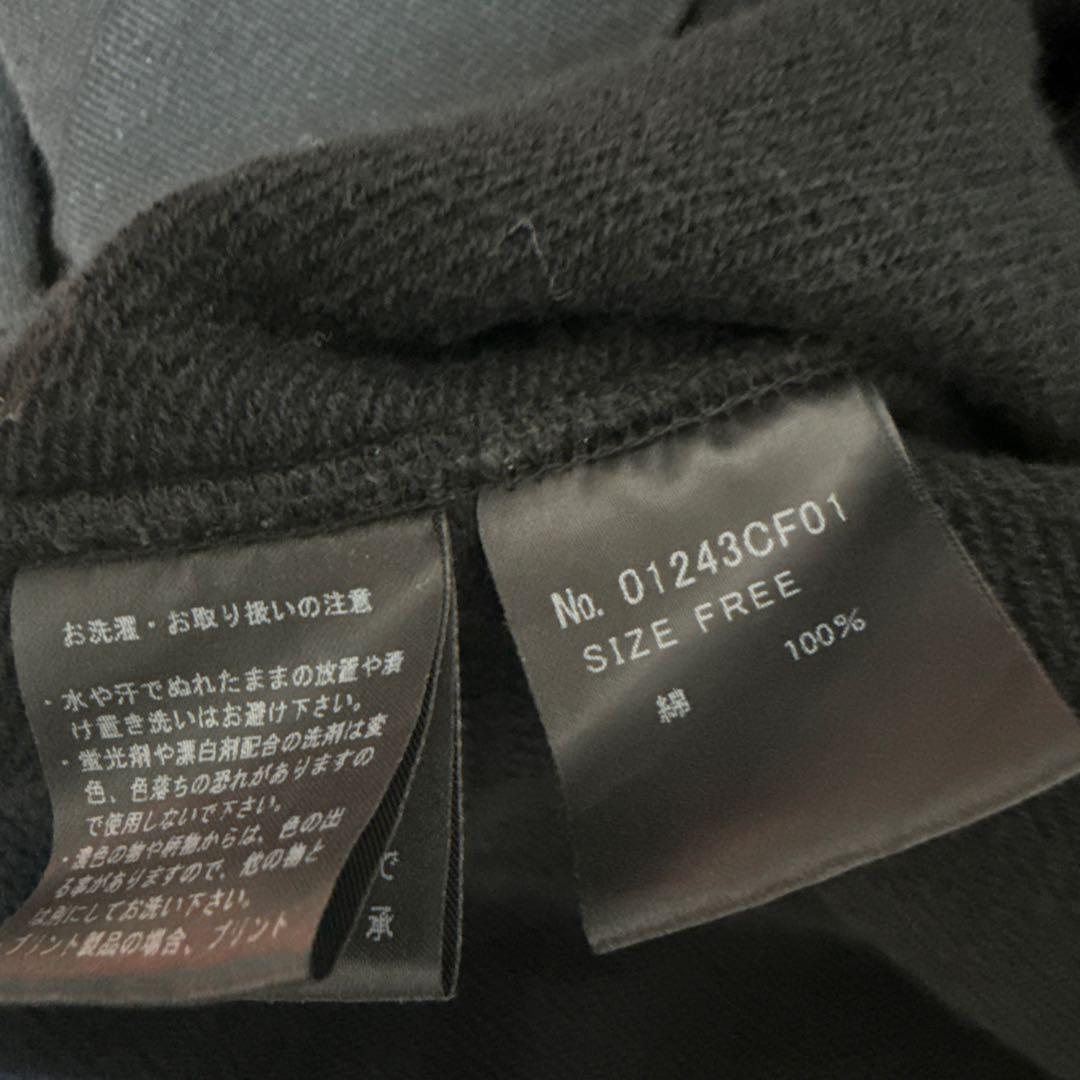 お洗濯・お取り扱いの注意
・水や汗でぬれたままの放置や漬
け置き洗いはお避け下さい。
・蛍光剤や漂白剤配合の洗剤は変
色、色落ちの恐れがありますの
で使用しないで下さい。
・濃色の物や柄物からは、色の出
る事がありますので、他の物と
は別にしてお洗い下さい。
・プリント製品の場合、プリント
で
承
No. 01243CF01
SIZE FREE
綿 100%